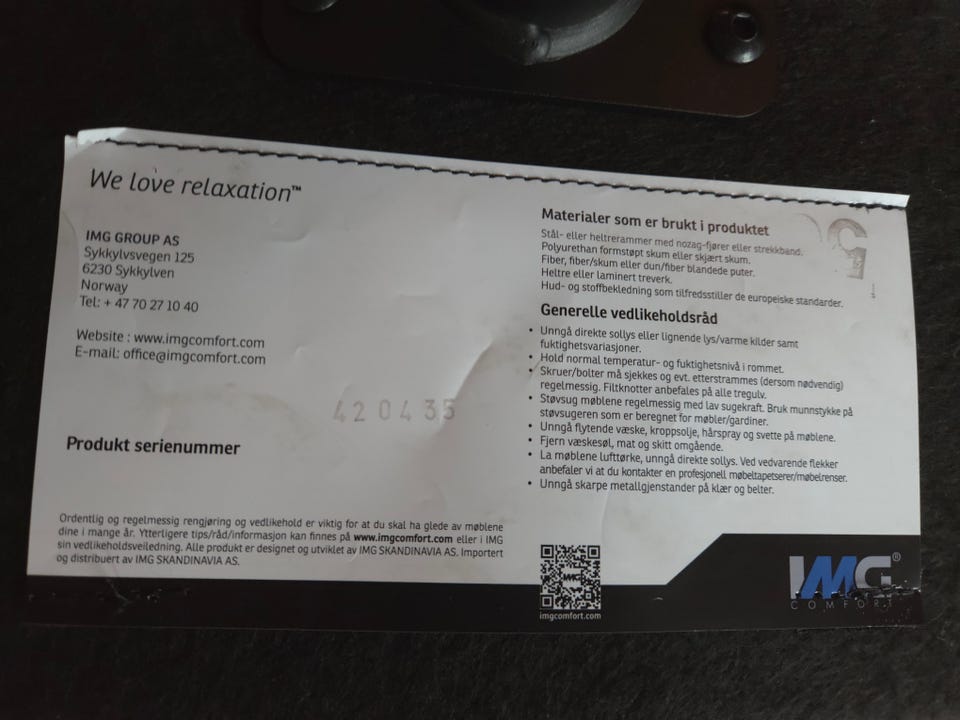 We love relaxation™
IMG GROUP AS
Sykkylvsvegen 125
6230 Sykkylven
Norway
Tel: + 47 70 27 10 40
Website : www.imgcomfort.com
E-mail: office@imgcomfort.com
420435
Produkt serienummer
Ordentlig og regelmessig rengjøring og vedlikehold er viktig for at du skal ha glede av møblene
dine i mange år. Ytterligere tips/råd/informasjon kan finnes på www.imgcomfort.com eller i IMG
sin vedlikeholdsveiledning. Alle produkt er designet og utviklet av IMG SKANDINAVIA AS. Importert
og distribuert av IMG SKANDINAVIA AS.
Materialer som er brukt i produktet
Stål- eller heltrerammer med nozag-fjører eller strekkband.
Polyurethan formstøpt skum eller skjært skum.
Fiber, fiber/skum eller dun/fiber blandede puter.
Heltre eller laminert treverk.
Hud- og stoffbekledning som tilfredsstiller de europeiske standarder.
Generelle vedlikeholdsråd
• Unngå direkte sollys eller lignende lys/varme kilder samt
fuktighetsvariasjoner.
• Hold normal temperatur- og fuktighetsnivå i rommet.
• Skruer/bolter må sjekkes og evt. etterstrammes (dersom nødvendig)
regelmessig. Filtknotter anbefales på alle tregulv.
• Støvsug møblene regelmessig med lav sugekraft. Bruk munnstykke på
støvsugeren som er beregnet for møbler/gardiner.
• Unngå flytende væske, kroppsolje, hårspray og svette på møblene.
• Fjern væskesøl, mat og skitt omgående.
• La møblene lufttørke, unngå direkte sollys. Ved vedvarende flekker
anbefaler vi at du kontakter en profesjonell møbeltapetserer/møbelrenser.
• Unngå skarpe metallgjenstander på klær og belter.
imgcomfort.com
IMG®
COMFORT